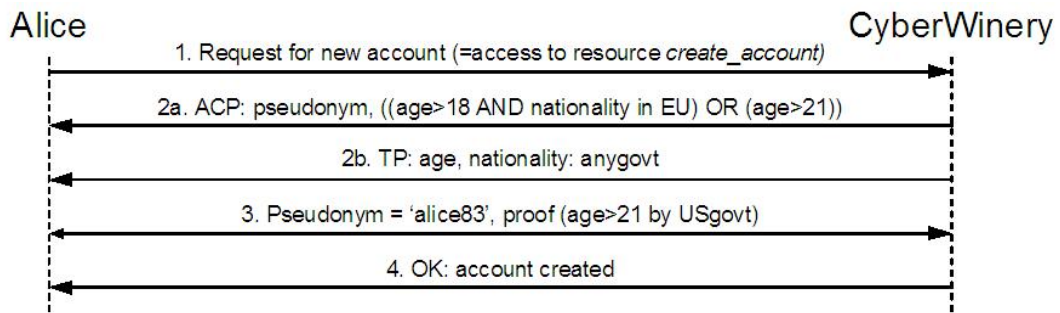 Alice
CyberWinery
1. Request for new account (=access to resource create_account)
2a. ACP: pseudonym, ((age>18 AND nationality in EU) OR (age>21))
2b. TP: age, nationality: anygovt
3. Pseudonym = ‘alice83’, proof (age>21 by USgovt)
4. OK: account created